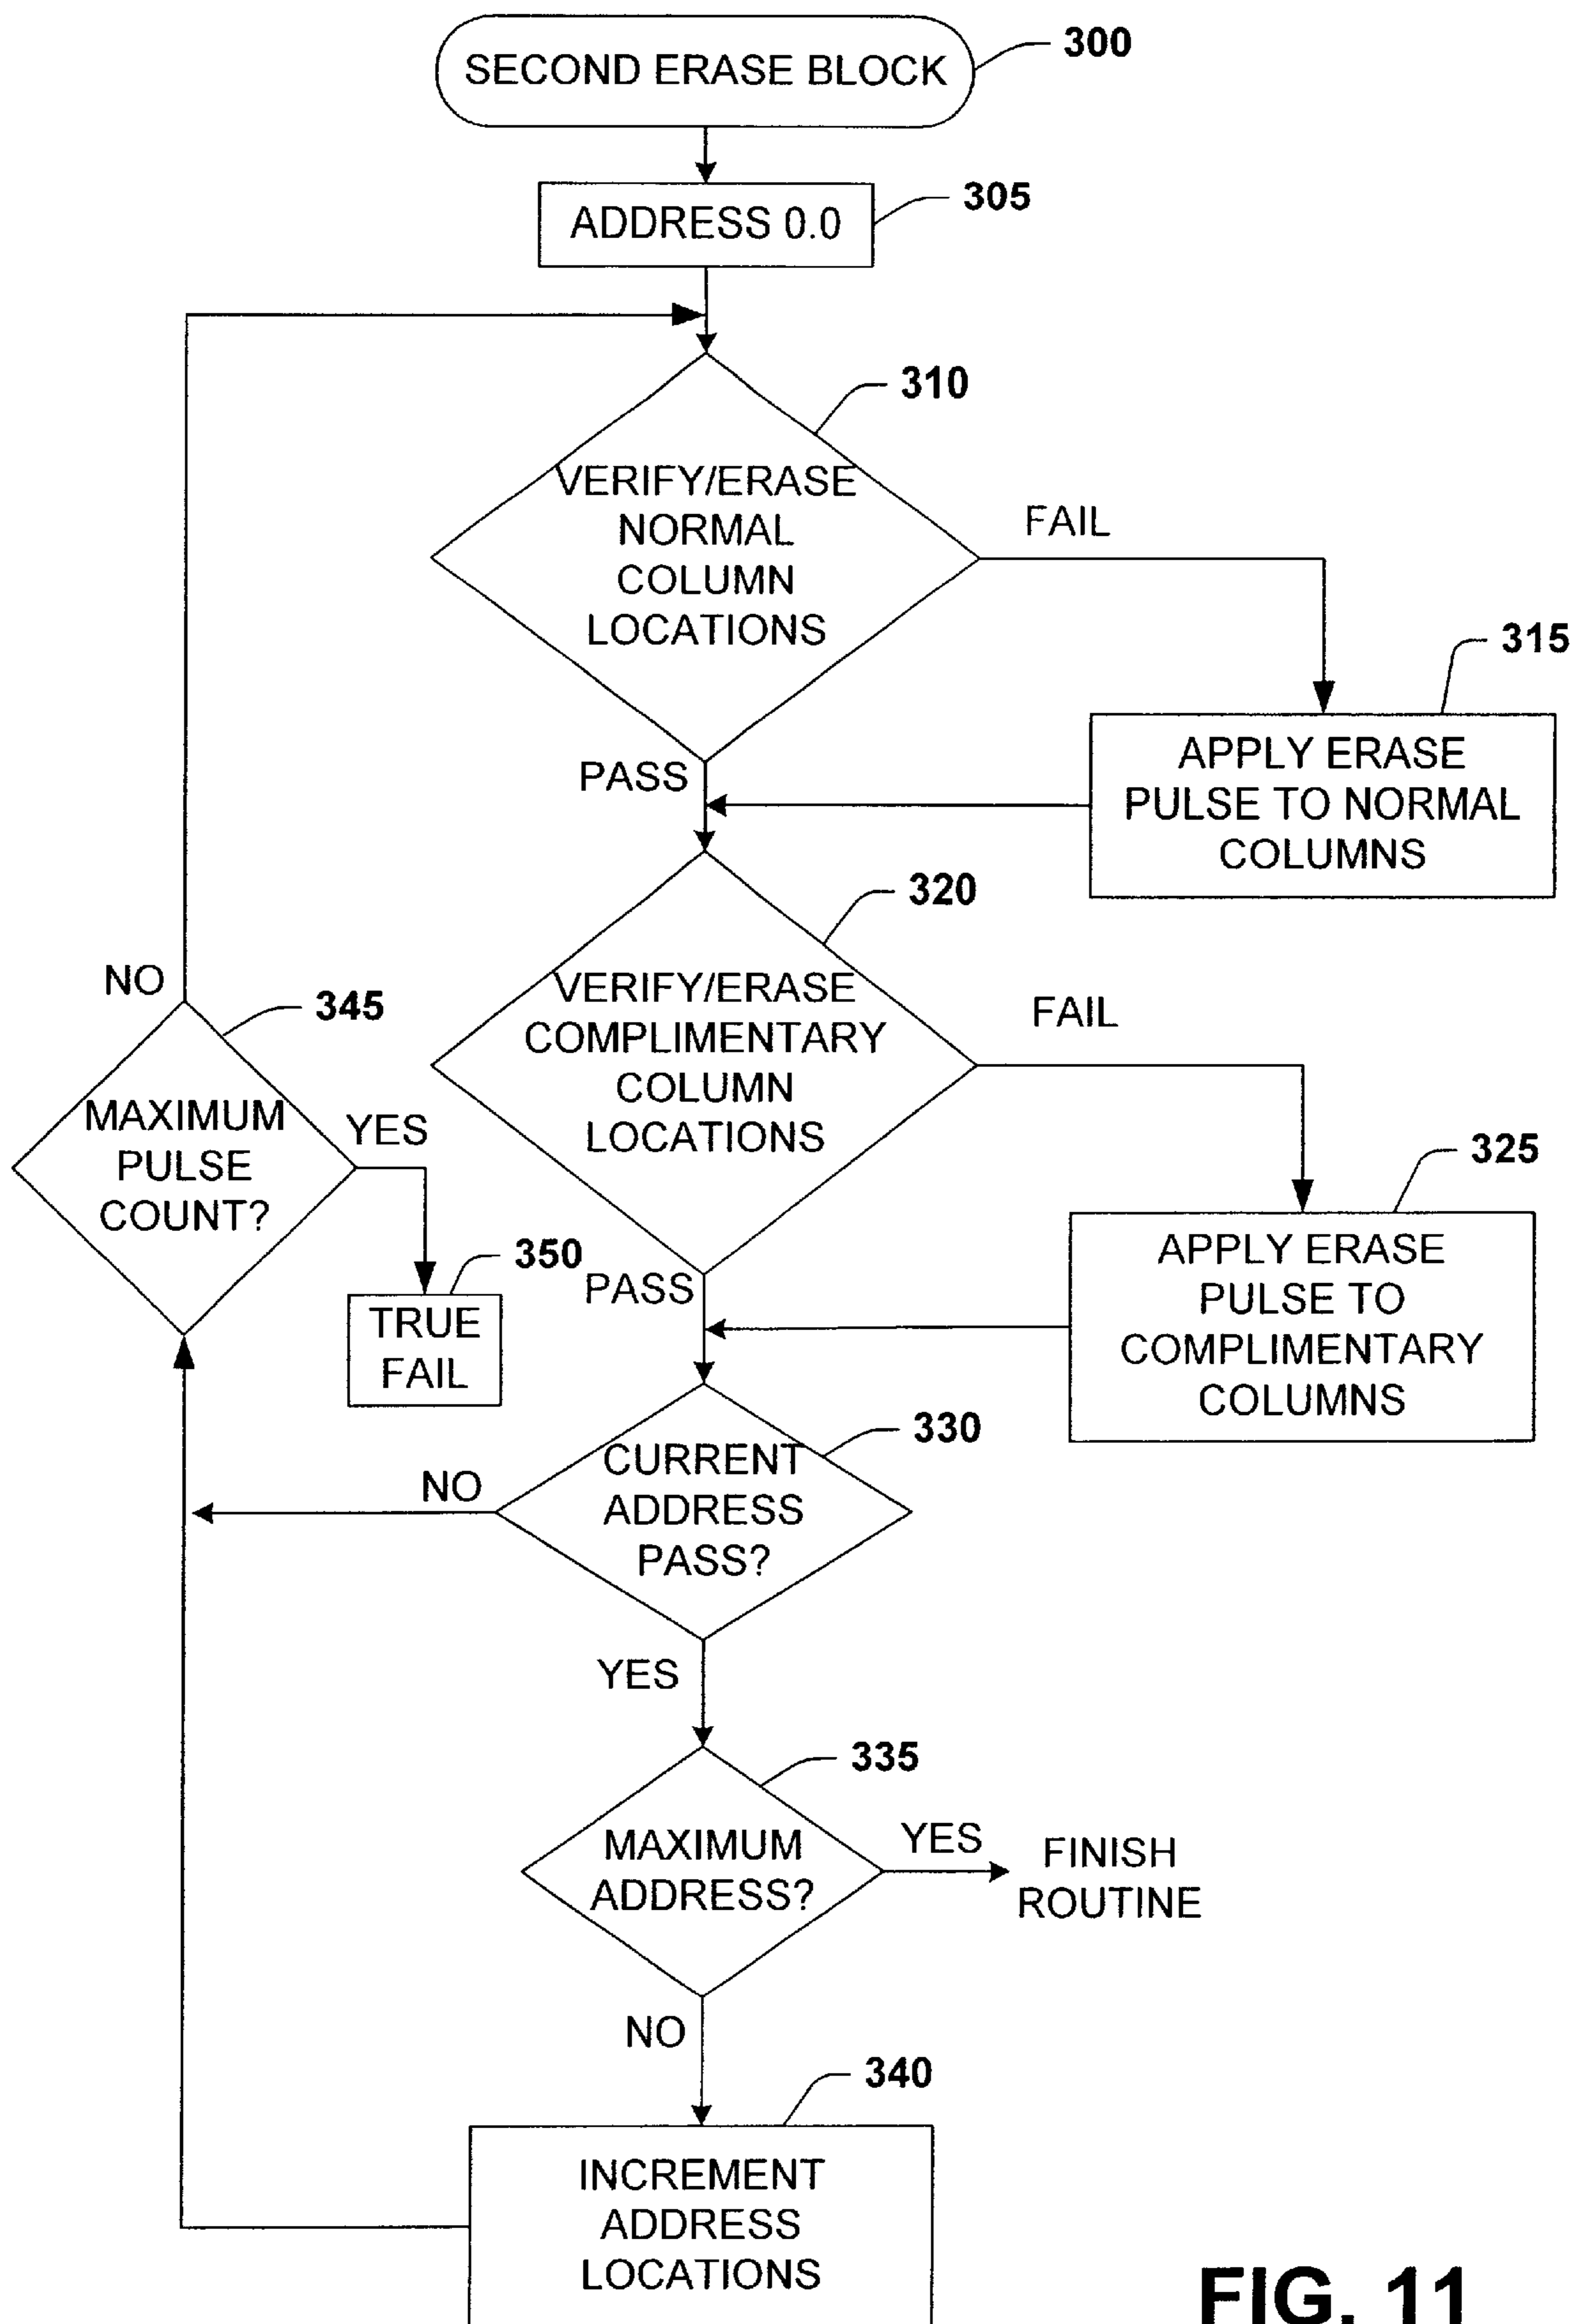 SECOND ERASE BLOCK
300
ADDRESS 0.0
305
310
VERIFY/ERASE
NORMAL
COLUMN
LOCATIONS
FAIL
315
APPLY ERASE
PULSE TO NORMAL
COLUMNS
PASS
320
VERIFY/ERASE
COMPLIMENTARY
COLUMN
LOCATIONS
FAIL
325
APPLY ERASE
PULSE TO
COMPLIMENTARY
COLUMNS
PASS
NO
345
MAXIMUM
PULSE
COUNT?
YES
350
TRUE
FAIL
330
CURRENT
ADDRESS
PASS?
NO
YES
335
MAXIMUM
ADDRESS?
YES
FINISH
ROUTINE
NO
340
INCREMENT
ADDRESS
LOCATIONS
FIG. 11